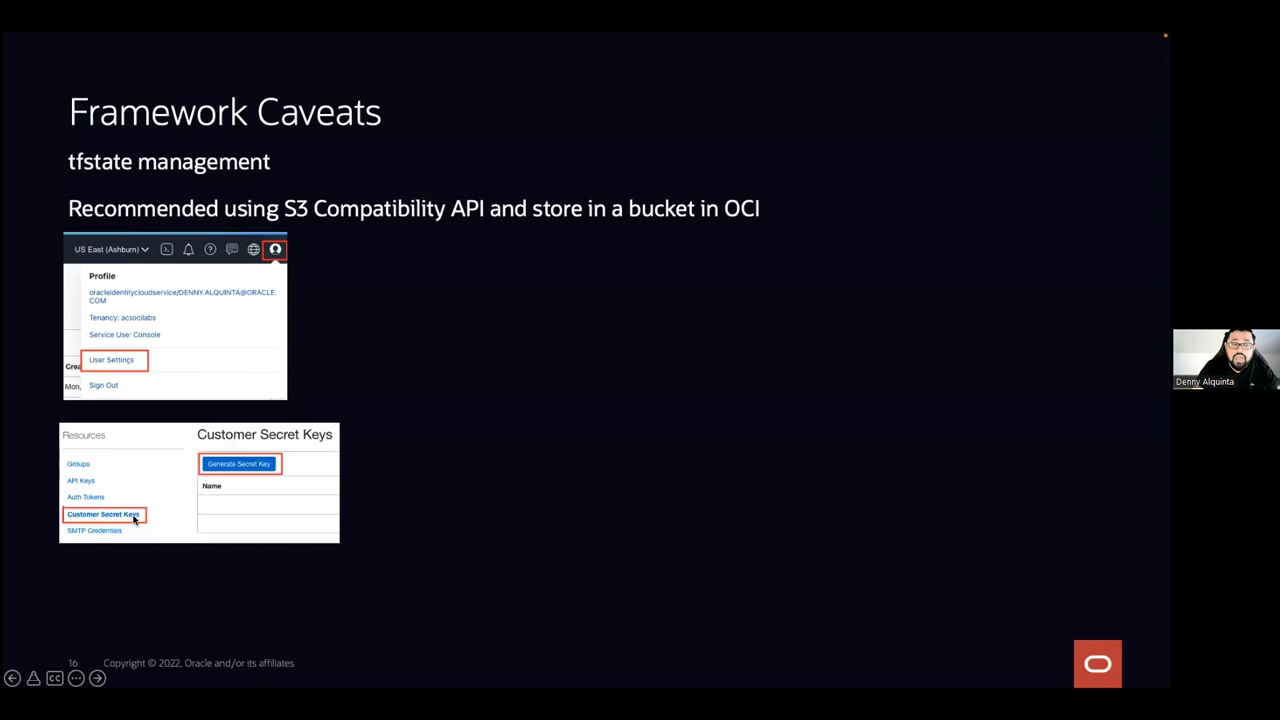 Framework Caveats
tfstate management
Recommended using S3 Compatibility API and store in a bucket in OCI
US East (Ashburn)
Profile
oracleidentitycloudservice/DENNY.ALQUINTA@ORACLE.
COM
Tenancy: acsocilabs
Service Use: Console
User Settings
Crea
Mon,
Sign Out
Resources
Groups
API Keys
Auth Tokens
Customer Secret Keys
SMTP Credentials
Customer Secret Keys
Generate Secret Key
Name
Denny Alquinta
16 Copyright © 2022, Oracle and/or its affiliates
CC